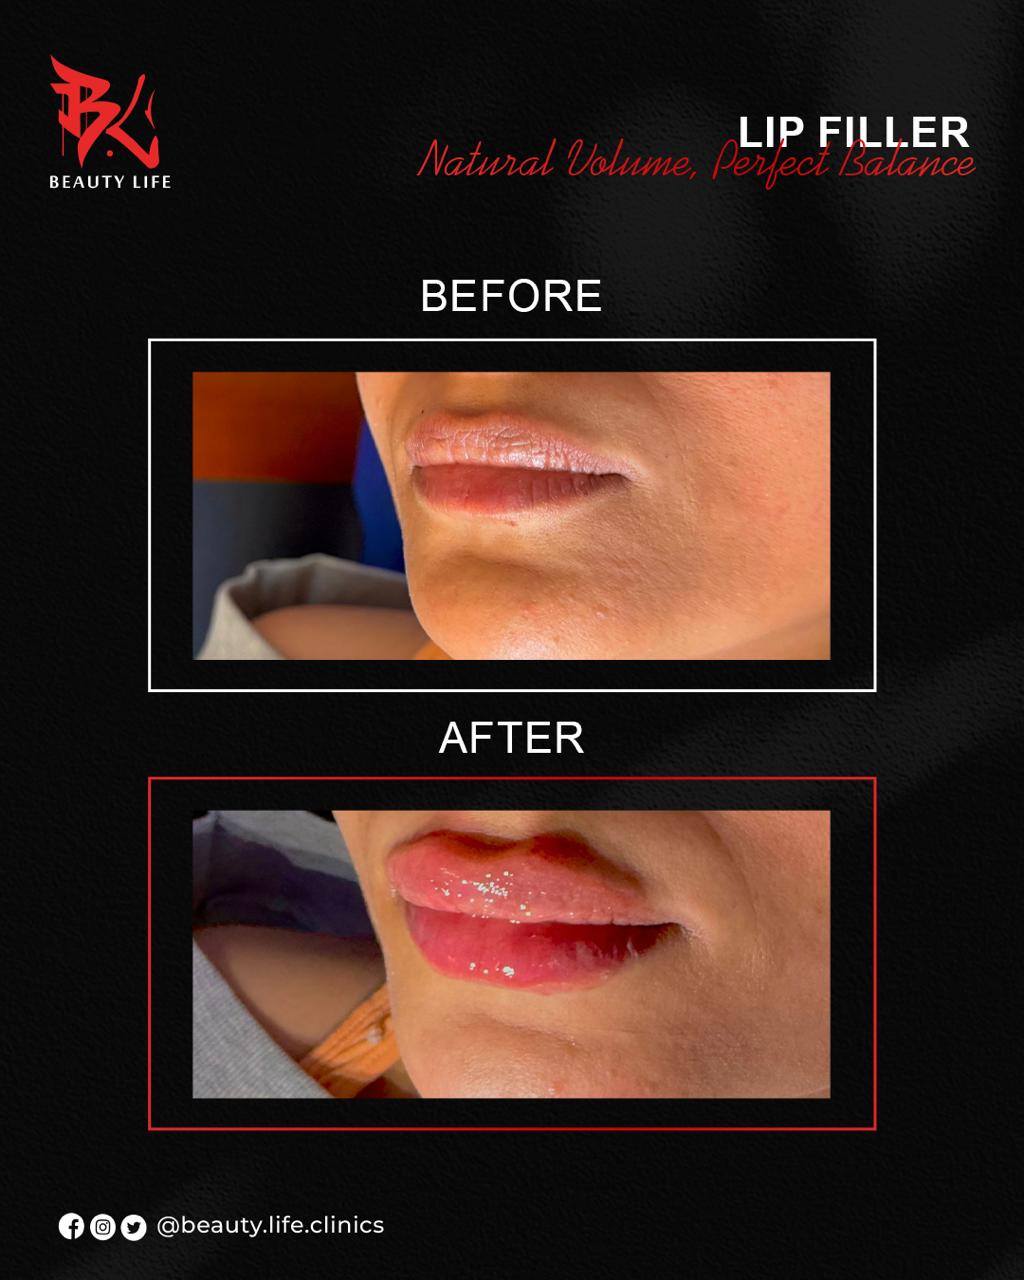 BEAUTY LIFE
LIP FILLER
Natural Volume, Perfect Balance
BEFORE
AFTER
@beauty.life.clinics